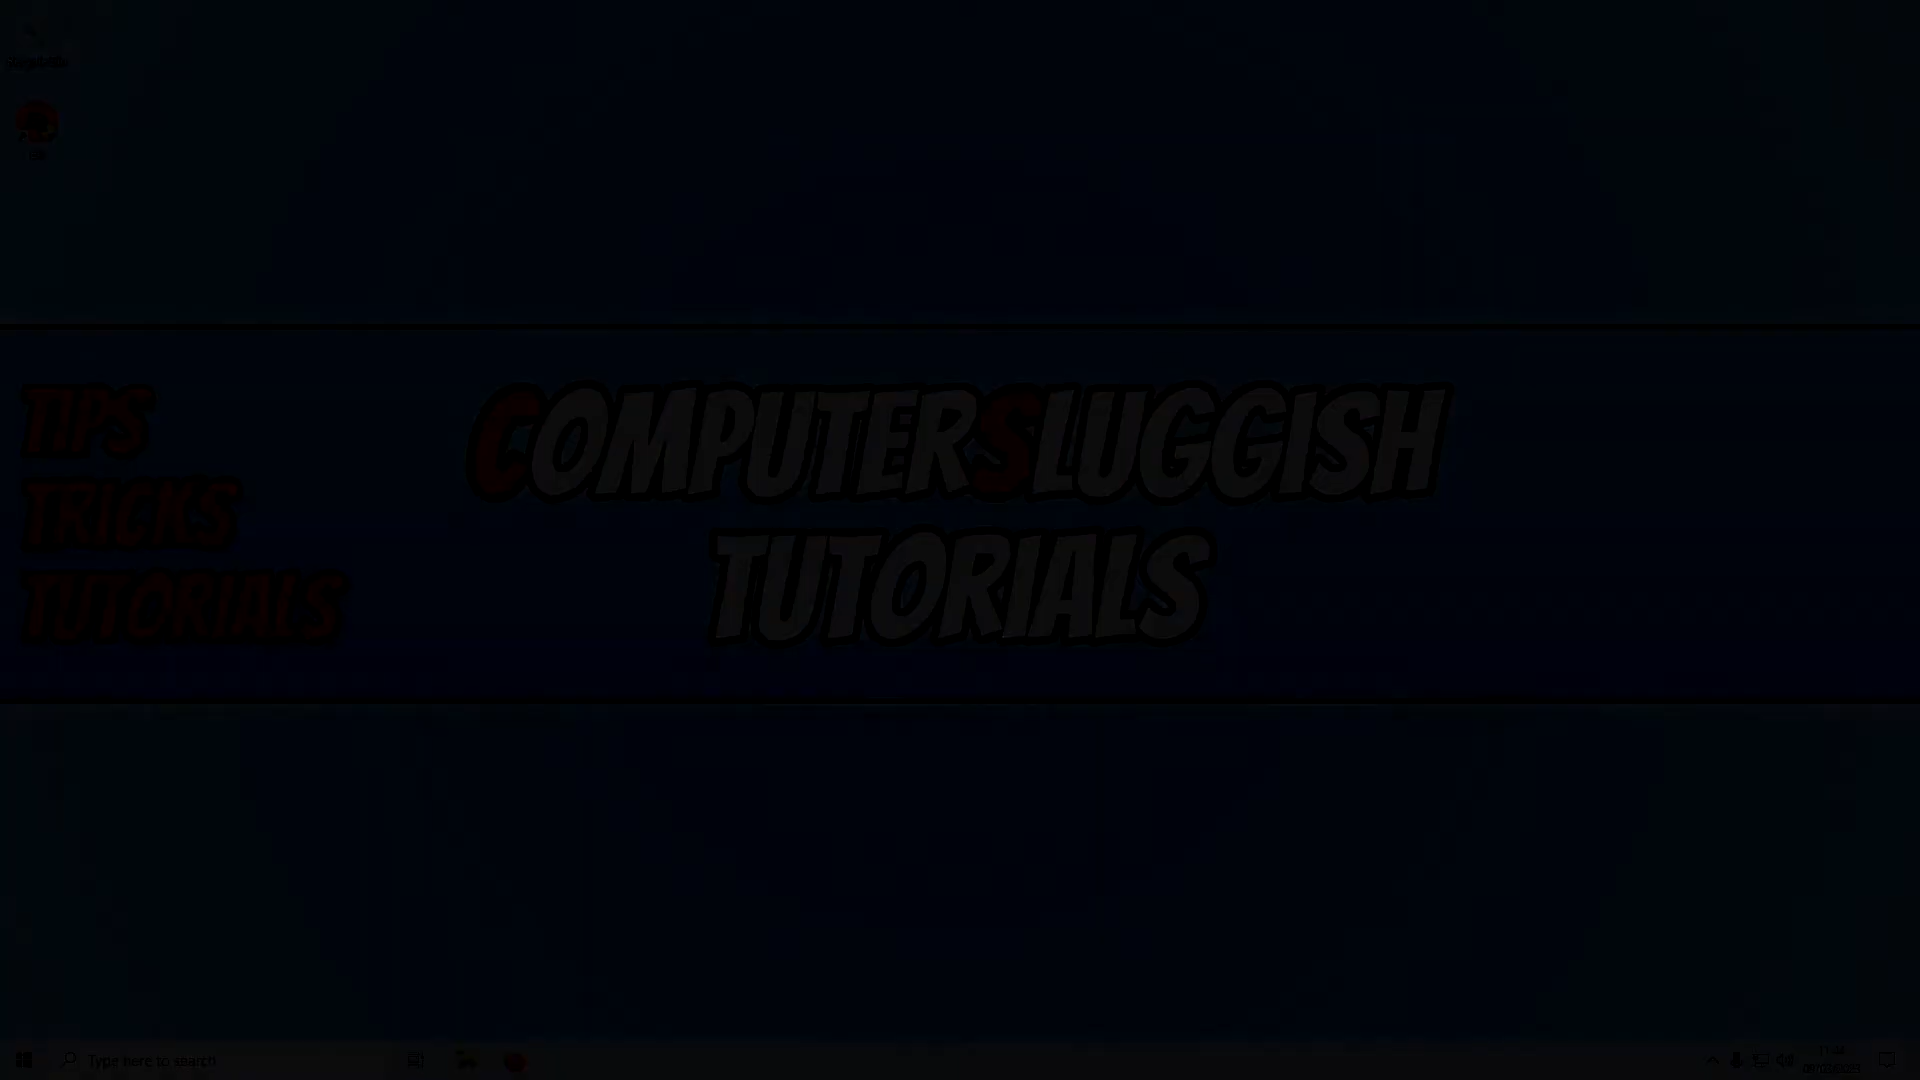 TIPS
TRICKS
TUTORIALS
COMPUTERSLUGGISH
TUTORIALS
Type here to search